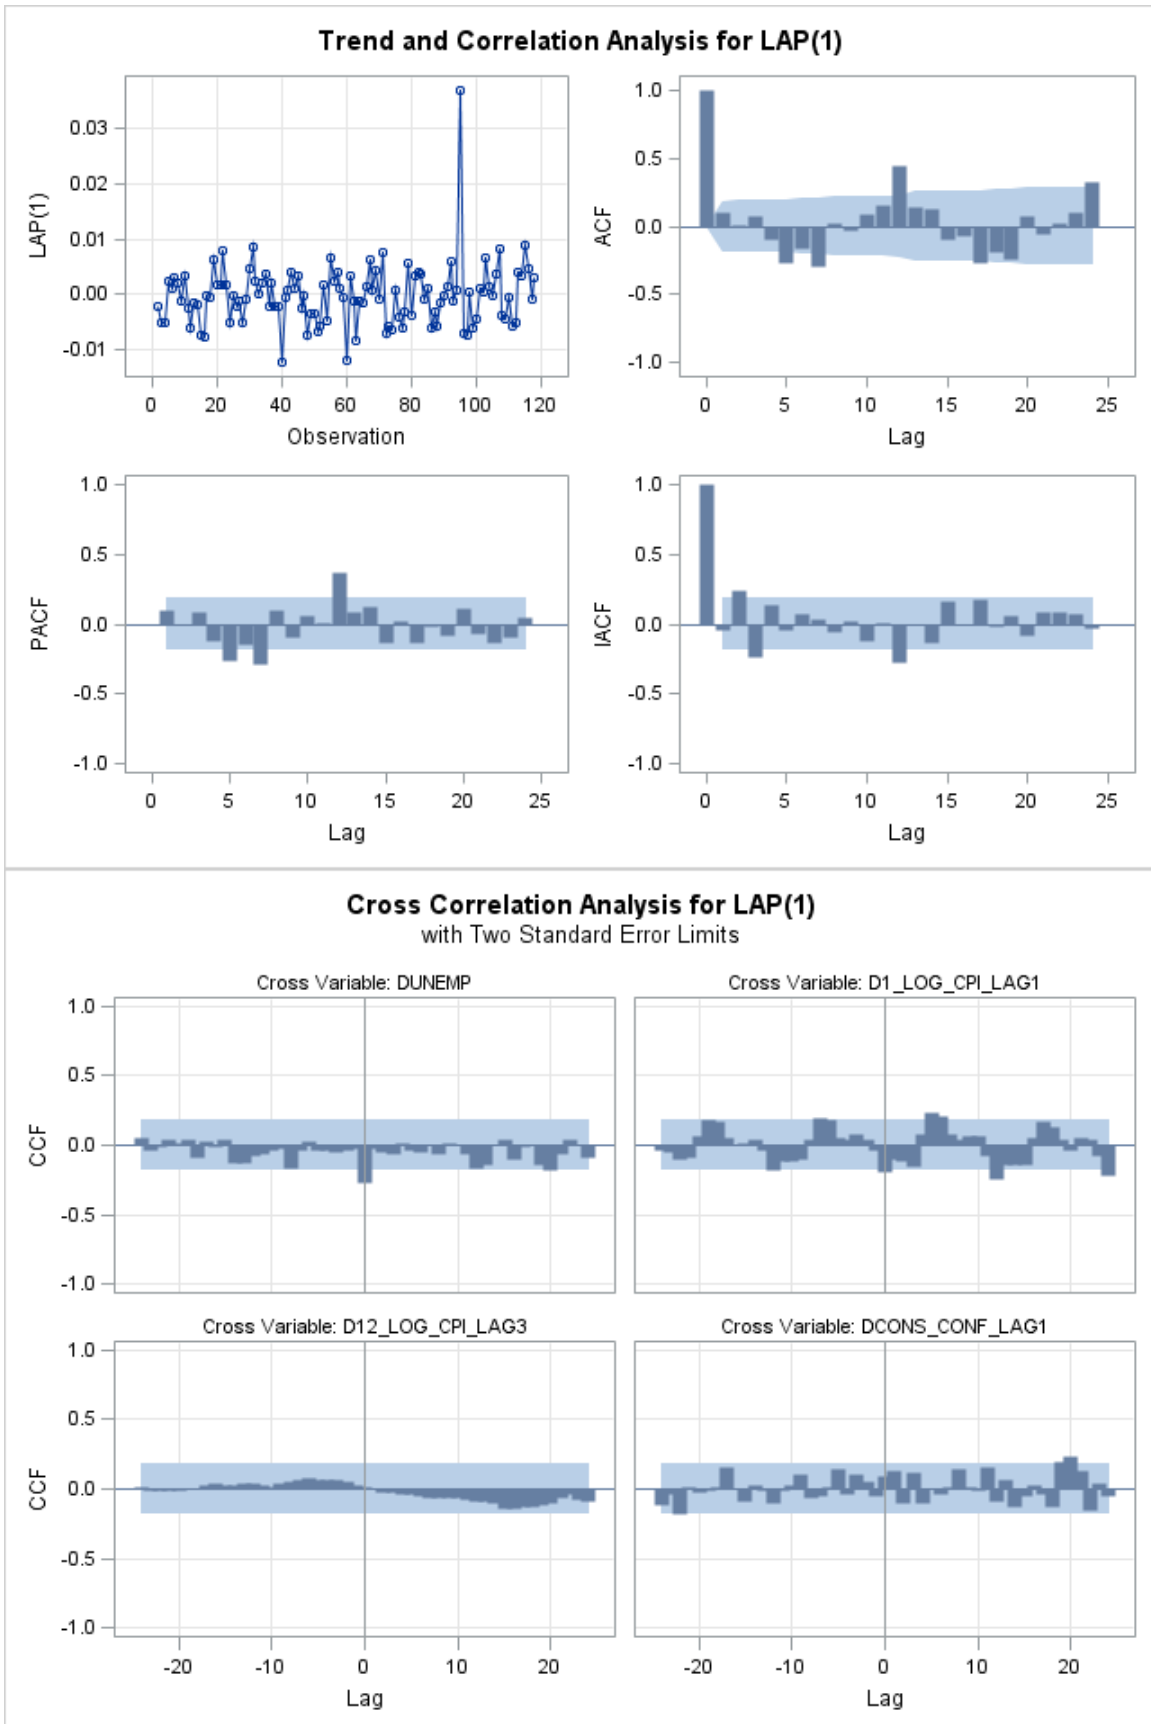 Trend and Correlation Analysis for LAP(1)
LAP(1)
0.03
0.02
0.01
0.00
-0.01
0 20 40 60 80 100 120
Observation
ACF
1.0
0.5
0.0
-0.5
-1.0
0 5 10 15 20 25
Lag
PACF
1.0
0.5
0.0
-0.5
-1.0
0 5 10 15 20 25
Lag
IACF
1.0
0.5
0.0
-0.5
-1.0
0 5 10 15 20 25
Lag
Cross Correlation Analysis for LAP(1)
with Two Standard Error Limits
Cross Variable: DUNEMP
Cross Variable: D1_LOG_CPI_LAG1
CCF
1.0
0.5
0.0
-0.5
-1.0
Cross Variable: D12_LOG_CPI_LAG3
Cross Variable: DCONS_CONF_LAG1
CCF
1.0
0.5
0.0
-0.5
-1.0
-20 -10 0 10 20
Lag
-20 -10 0 10 20
Lag